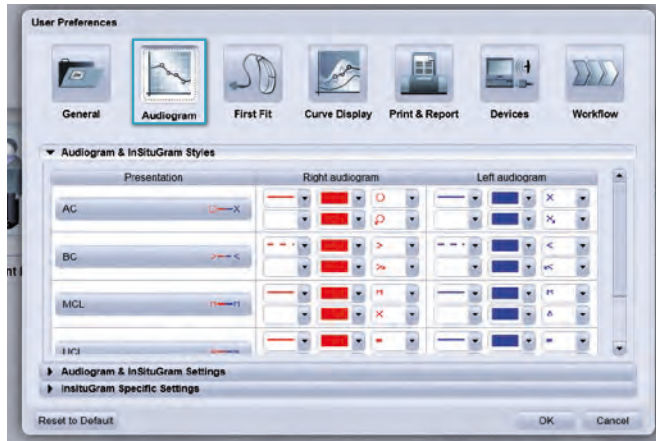 User Preferences
General Audiogram First Fit Curve Display Print & Report Devices Workflow
Audiogram & InSituGram Styles
Presentation Right audiogram Left audiogram
AC
BC
MCL
UCL
Audiogram & InSituGram Settings
InsituGram Specific Settings
Reset to Default OK Cancel